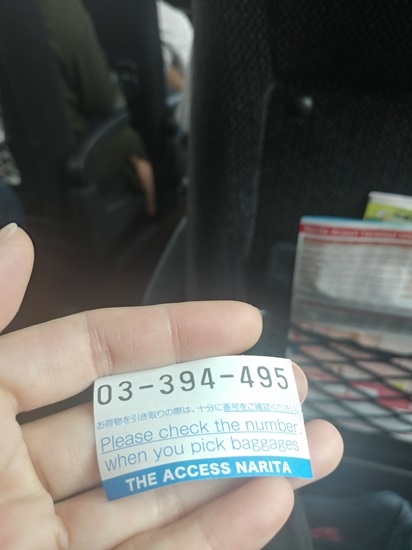 03-394-495
お荷物を引き取りの際は、十分に番号をご確認ください。
Please check the number,
when you pick baggages
THE ACCESS NARITA